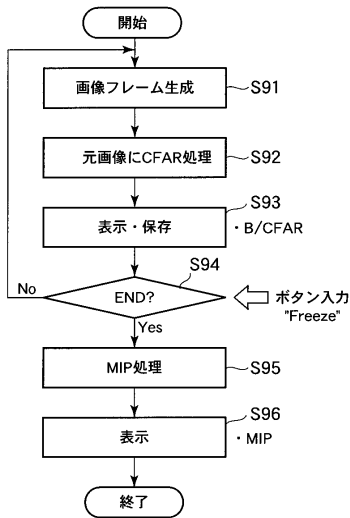 開始
画像フレーム生成
S91
元画像にCFAR処理
S92
表示・保存
S93
・B/CFAR
END?
S94
No
Yes
ボタン入力
"Freeze"
MIP処理
S95
表示
S96
・MIP
終了